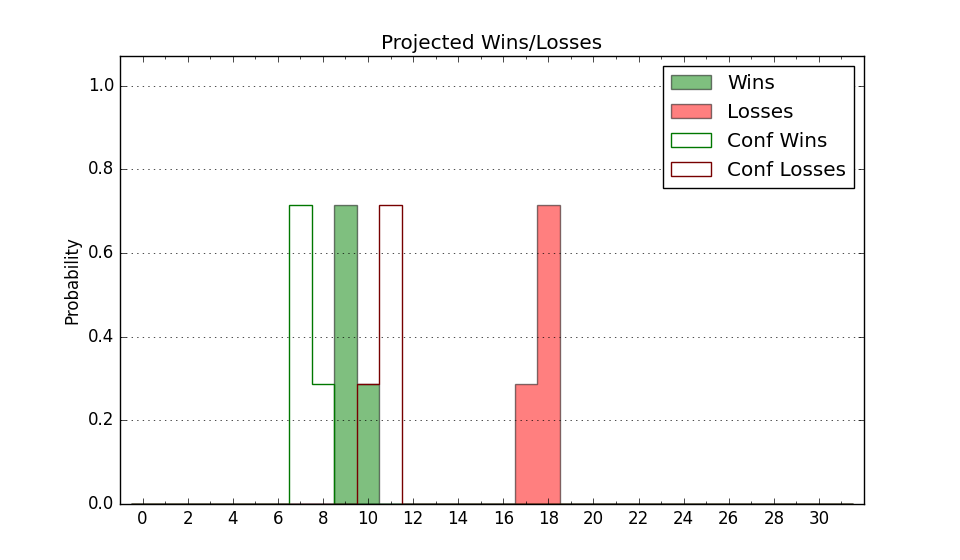 Projected Wins/Losses
Wins
Losses
Conf Wins
Conf Losses
Probability
1.0
0.8
0.6
0.4
0.2
0.0
0 2 4 6 8 10 12 14 16 18 20 22 24 26 28 30